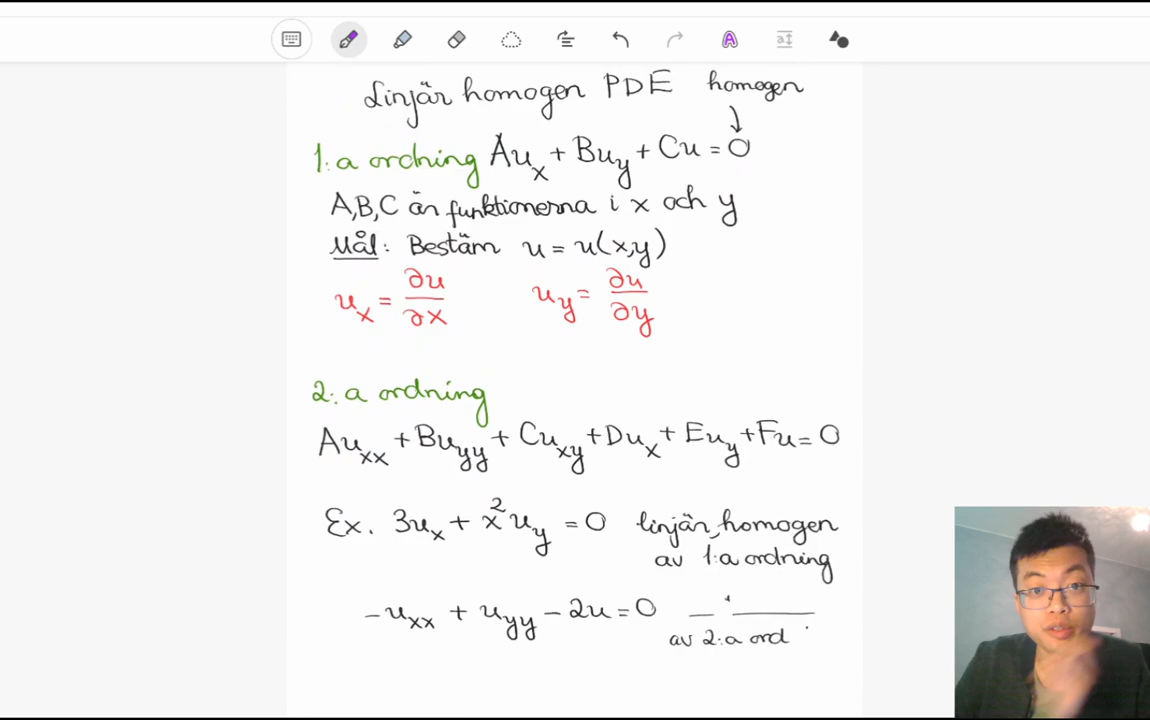 Linjär homogen PDE homogen
↓
1:a ordning Au_x + Bu_y + Cu = 0
A,B,C är funktionerna i x och y
Mål: Bestäm u = u(x,y)
u_x = ∂u/∂x u_y = ∂u/∂y
2:a ordning
Au_xx + Bu_yy + Cu_xy + Du_x + Eu_y + Fu = 0
Ex. 3u_x + x²u_y = 0 linjär, homogen
av 1:a ordning
-u_xx + u_yy - 2u = 0 — " —
av 2:a ord